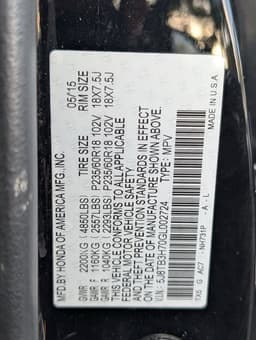 MFD. BY HONDA OF AMERICA MFG., INC. 05/15
TIRE SIZE RIM SIZE
GVWR 2200KG (4850LBS)
GAWR F 1160KG (2557LBS) P235/60R18 102V 18X7.5J
GAWR R 1040KG (2293LBS) P235/60R18 102V 18X7.5J
THIS VEHICLE CONFORMS TO ALL APPLICABLE
FEDERAL MOTOR VEHICLE SAFETY AND
THEFT PREVENTION STANDARDS IN EFFECT
ON THE DATE OF MANUFACTURE SHOWN ABOVE.
5J8TB3H70GL002724 TYPE: MPV
NH731P - A - L
TX5 G AC7 MADE IN U.S.A.